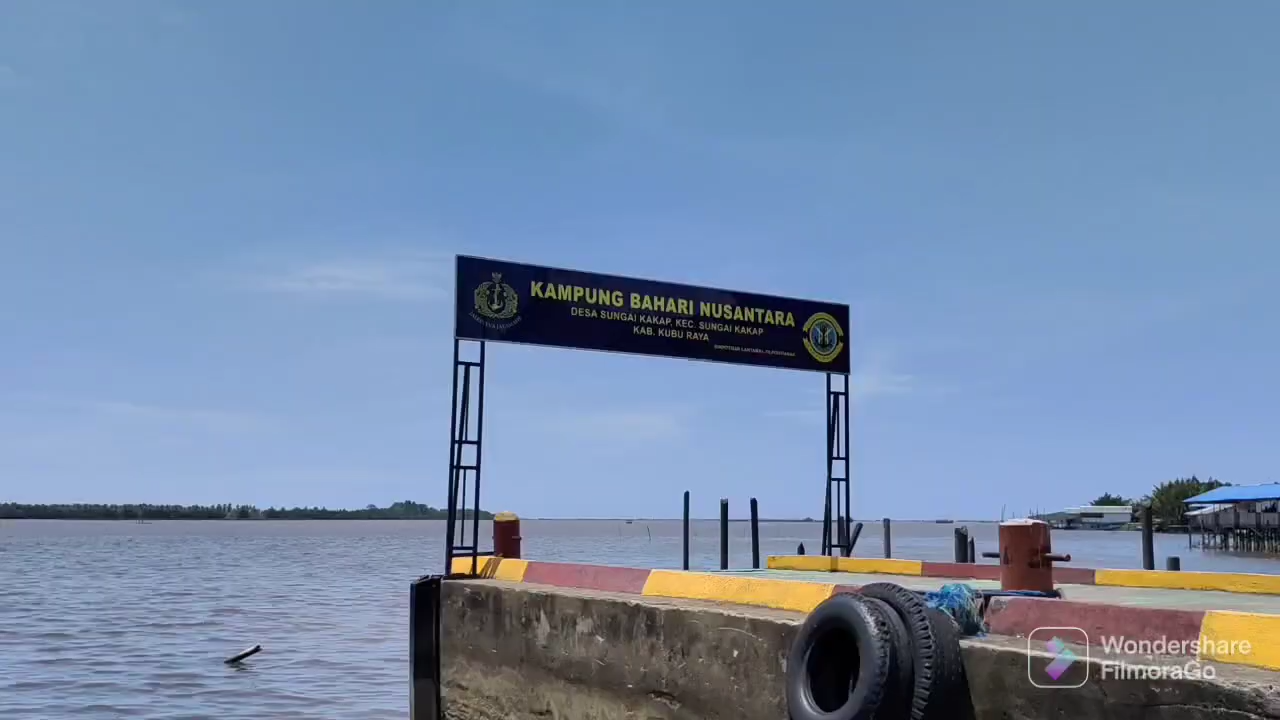 KAMPUNG BAHARI NUSANTARA
DESA SUNGAI KAKAP, KEC. SUNGAI KAKAP
KAB. KUBU RAYA
Wondershare
FilmoraGo